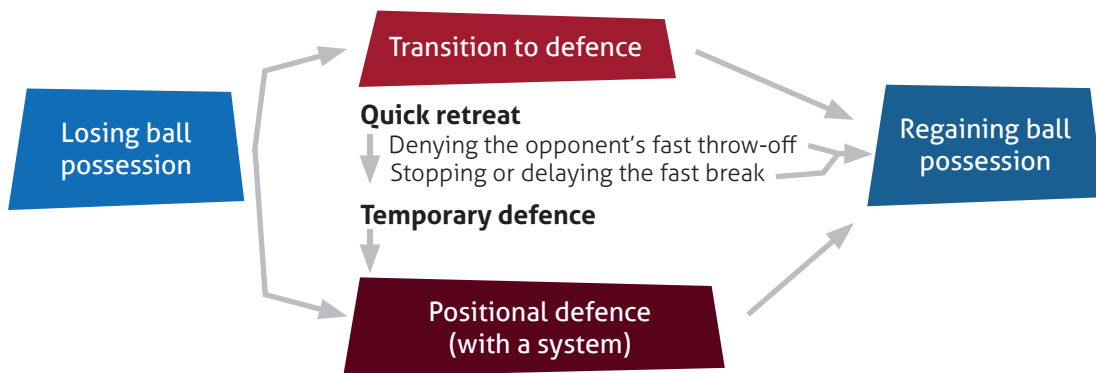 Losing ball
possession
Transition to defence
Quick retreat
Denying the opponent’s fast throw-off
Stopping or delaying the fast break
Temporary defence
Positional defence
(with a system)
Regaining ball
possession